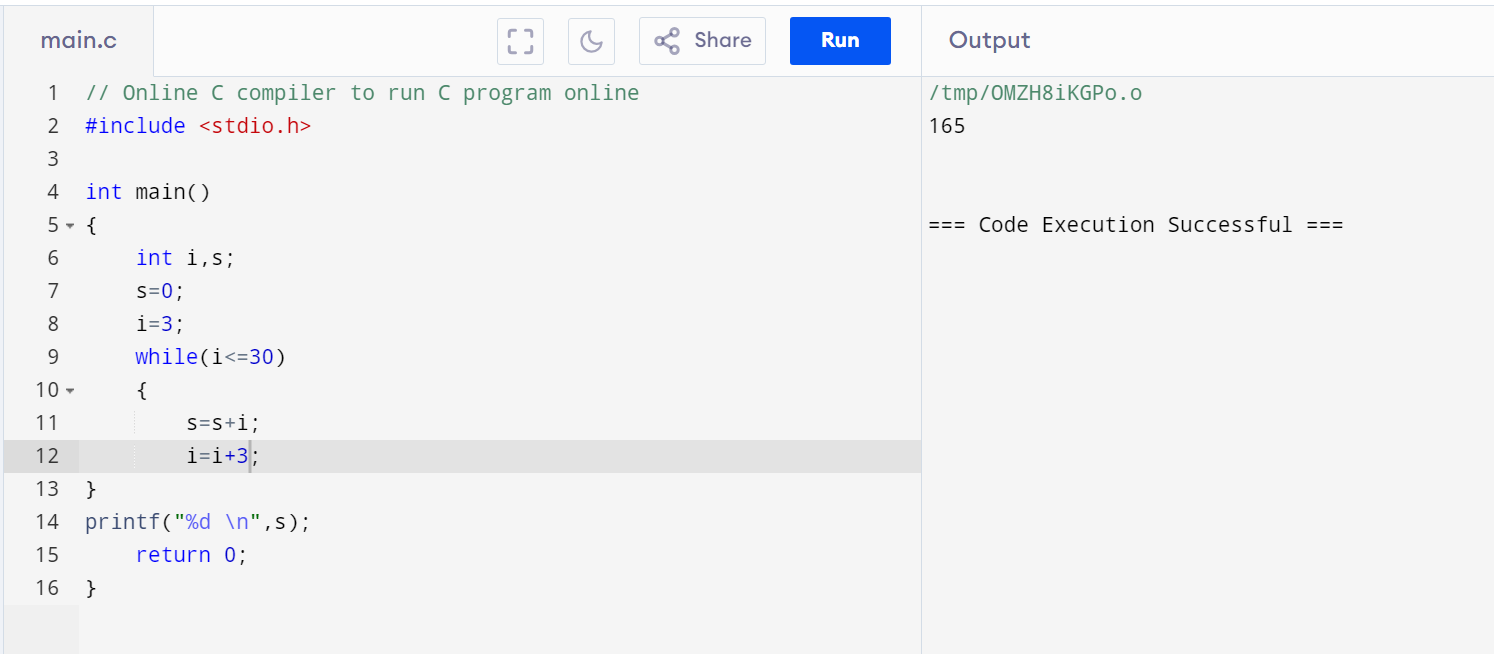 main.c
Share
Run
Output
1 // Online C compiler to run C program online
2 #include <stdio.h>
3
4 int main()
5 {
6     int i,s;
7     s=0;
8     i=3;
9     while(i<=30)
10     {
11         s=s+i;
12         i=i+3;
13 }
14 printf("%d \n",s);
15     return 0;
16 }
/tmp/OMZH8iKGPo.o
165
=== Code Execution Successful ===